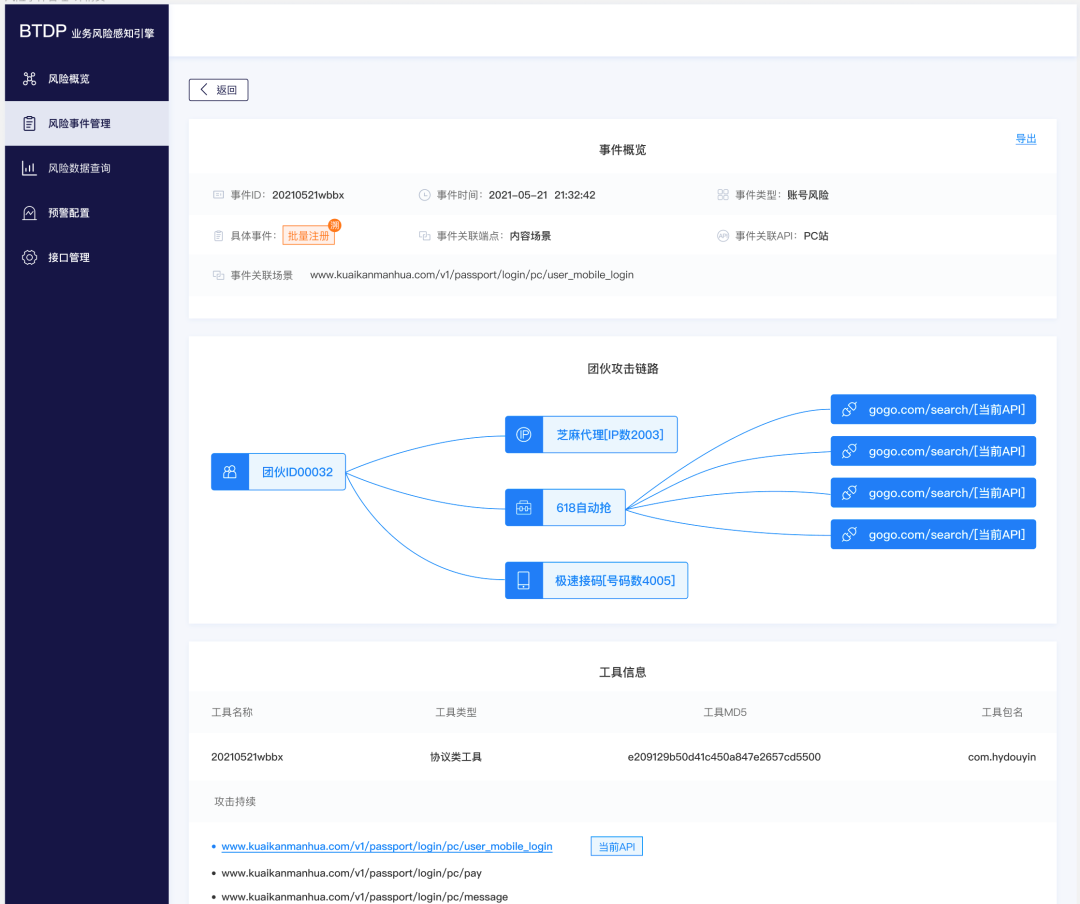 BTDP 业务风险感知引擎
风险概览
风险事件管理
风险数据查询
预警配置
接口管理
返回
导出
事件概览
事件ID: 20210521wbbx 事件时间: 2021-05-21 21:32:42 事件类型: 账号风险
具体事件: 批量注册 事件关联端点: 内容场景 API 事件关联API: PC站
事件关联场景 www.kuaikanmanhua.com/v1/passport/login/pc/user_mobile_login
团伙攻击链路
团伙ID00032
IP 芝麻代理[IP数2003]
618自动抢
极速接码[号码数4005]
gogo.com/search/[当前API]
gogo.com/search/[当前API]
gogo.com/search/[当前API]
gogo.com/search/[当前API]
工具信息
工具名称 工具类型 工具MD5 工具包名
20210521wbbx 协议类工具 e209129b50d41c450a847e2657cd5500 com.hydouyin
攻击持续
• www.kuaikanmanhua.com/v1/passport/login/pc/user_mobile_login 当前API
• www.kuaikanmanhua.com/v1/passport/login/pc/pay
• www.kuaikanmanhua.com/v1/passport/login/pc/message